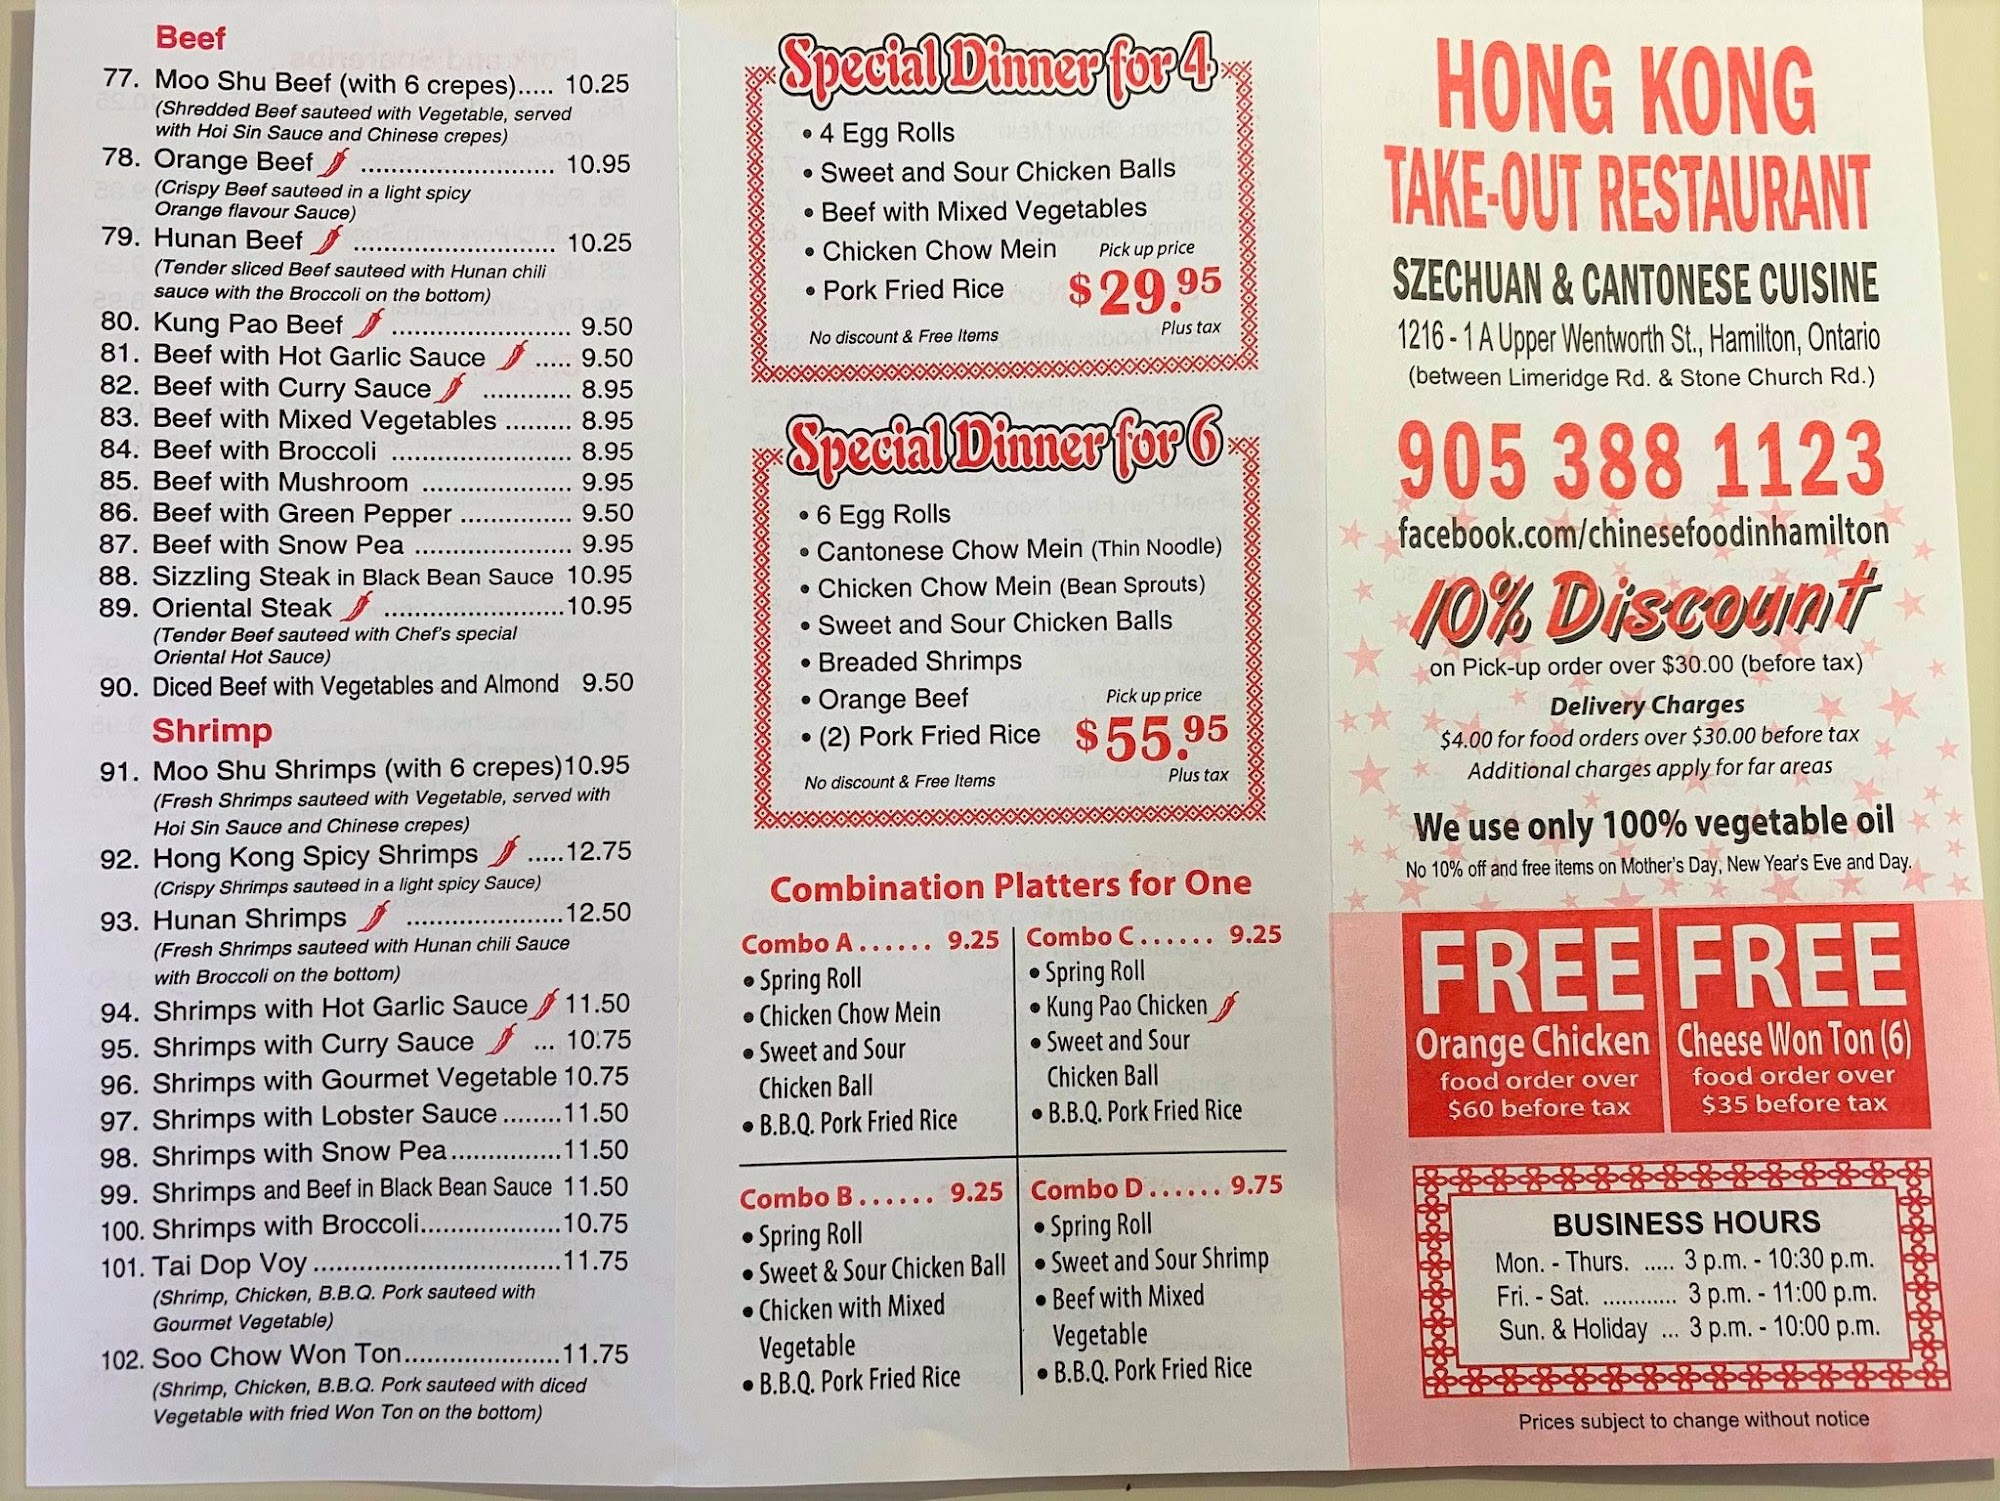 Beef
77. Moo Shu Beef (with 6 crepes)..... 10.25
(Shredded Beef sauteed with Vegetable, served
with Hoi Sin Sauce and Chinese crepes)
78. Orange Beef ........................... 10.95
(Crispy Beef sauteed in a light spicy
Orange flavour Sauce)
79. Hunan Beef ............................ 10.25
(Tender sliced Beef sauteed with Hunan chili
sauce with the Broccoli on the bottom)
80. Kung Pao Beef ......................... 9.50
81. Beef with Hot Garlic Sauce ..... 9.50
82. Beef with Curry Sauce ............ 8.95
83. Beef with Mixed Vegetables ......... 8.95
84. Beef with Broccoli ......................... 8.95
85. Beef with Mushroom ..................... 9.95
86. Beef with Green Pepper ............... 9.50
87. Beef with Snow Pea ...................... 9.95
88. Sizzling Steak in Black Bean Sauce 10.95
89. Oriental Steak .........................10.95
(Tender Beef sauteed with Chef's special
Oriental Hot Sauce)
90. Diced Beef with Vegetables and Almond 9.50
Shrimp
91. Moo Shu Shrimps (with 6 crepes)10.95
(Fresh Shrimps sauteed with Vegetable, served with
Hoi Sin Sauce and Chinese crepes)
92. Hong Kong Spicy Shrimps .....12.75
(Crispy Shrimps sauteed in a light spicy Sauce)
93. Hunan Shrimps ......................12.50
(Fresh Shrimps sauteed with Hunan chili Sauce
with Broccoli on the bottom)
94. Shrimps with Hot Garlic Sauce 11.50
95. Shrimps with Curry Sauce ... 10.75
96. Shrimps with Gourmet Vegetable 10.75
97. Shrimps with Lobster Sauce ........11.50
98. Shrimps with Snow Pea...............11.50
99. Shrimps and Beef in Black Bean Sauce 11.50
100. Shrimps with Broccoli...................10.75
101. Tai Dop Voy .................................11.75
(Shrimp, Chicken, B.B.Q. Pork sauteed with
Gourmet Vegetable)
102. Soo Chow Won Ton.....................11.75
(Shrimp, Chicken, B.B.Q. Pork sauteed with diced
Vegetable with fried Won Ton on the bottom)
Special Dinner for 4
• 4 Egg Rolls
• Sweet and Sour Chicken Balls
• Beef with Mixed Vegetables
• Chicken Chow Mein Pick up price
• Pork Fried Rice $29.95
No discount & Free Items Plus tax
Special Dinner for 6
• 6 Egg Rolls
• Cantonese Chow Mein (Thin Noodle)
• Chicken Chow Mein (Bean Sprouts)
• Sweet and Sour Chicken Balls
• Breaded Shrimps
• Orange Beef Pick up price
• (2) Pork Fried Rice $55.95
No discount & Free Items Plus tax
Combination Platters for One
Combo A...... 9.25
• Spring Roll
• Chicken Chow Mein
• Sweet and Sour
Chicken Ball
• B.B.Q. Pork Fried Rice
Combo C...... 9.25
• Spring Roll
• Kung Pao Chicken
• Sweet and Sour
Chicken Ball
• B.B.Q. Pork Fried Rice
Combo B...... 9.25
• Spring Roll
• Sweet & Sour Chicken Ball
• Chicken with Mixed
Vegetable
• B.B.Q. Pork Fried Rice
Combo D...... 9.75
• Spring Roll
• Sweet and Sour Shrimp
• Beef with Mixed
Vegetable
• B.B.Q. Pork Fried Rice
HONG KONG
TAKE-OUT RESTAURANT
SZECHUAN & CANTONESE CUISINE
1216 - 1 A Upper Wentworth St., Hamilton, Ontario
(between Limeridge Rd. & Stone Church Rd.)
905 388 1123
facebook.com/chinesefoodinhamilton
10% Discount
on Pick-up order over $30.00 (before tax)
Delivery Charges
$4.00 for food orders over $30.00 before tax
Additional charges apply for far areas
We use only 100% vegetable oil
No 10% off and free items on Mother's Day, New Year's Eve and Day.
FREE
Orange Chicken
food order over
$60 before tax
FREE
Cheese Won Ton (6)
food order over
$35 before tax
BUSINESS HOURS
Mon. - Thurs. ..... 3 p.m. - 10:30 p.m.
Fri. - Sat. ............ 3 p.m. - 11:00 p.m.
Sun. & Holiday ... 3 p.m. - 10:00 p.m.
Prices subject to change without notice